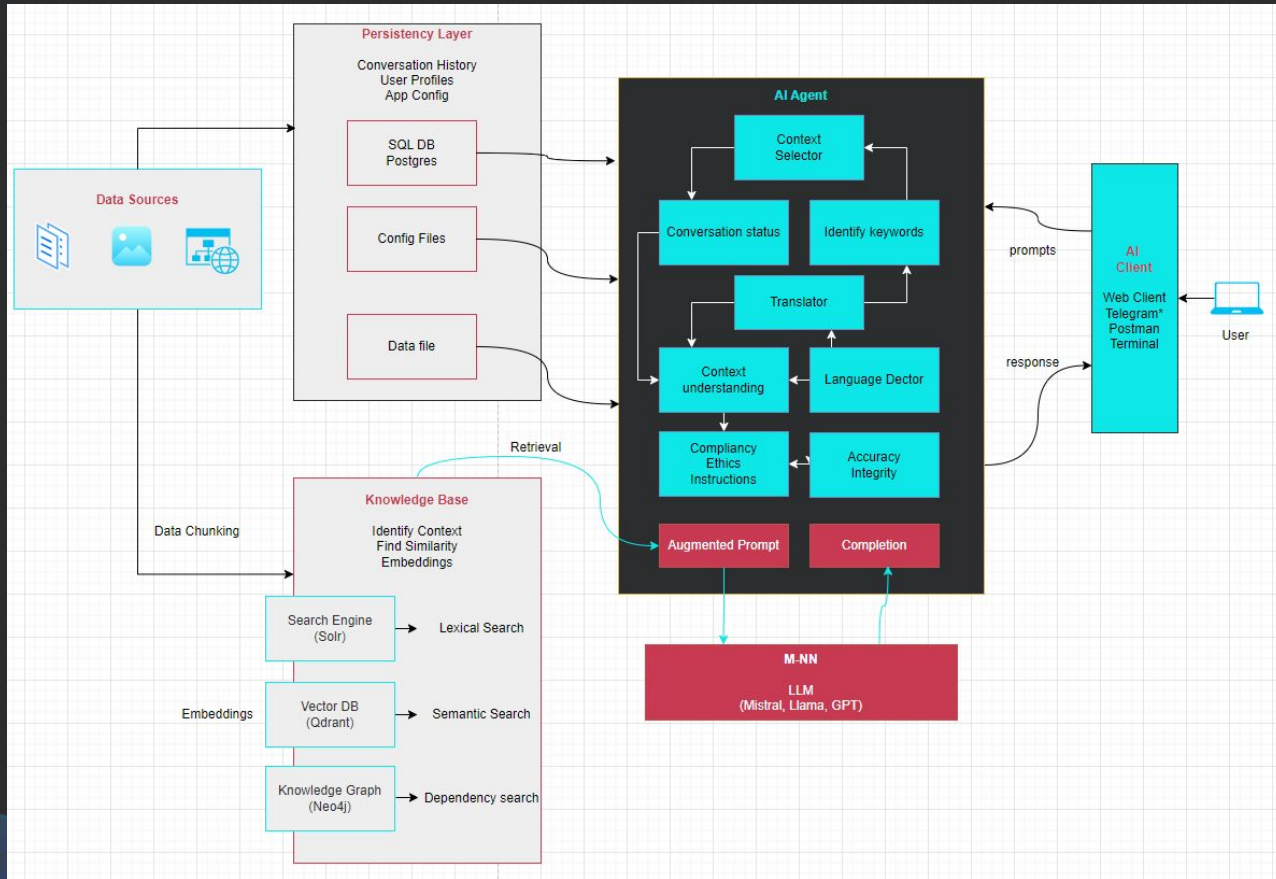 Persistency Layer
Conversation History
User Profiles
App Config
SQL DB
Postgres
Config Files
Data file
Data Sources
Data Chunking
Retrieval
Knowledge Base
Identify Context
Find Similarity
Embeddings
Search Engine
(Solr)
Lexical Search
Embeddings
Vector DB
(Qdrant)
Semantic Search
Knowledge Graph
(Neo4j)
Dependency search
AI Agent
Context
Selector
Conversation status
Identify keywords
Translator
Context
understanding
Language Dector
Compliancy
Ethics
Instructions
Accuracy
Integrity
Augmented Prompt
Completion
M-NN
LLM
(Mistral, Llama, GPT)
prompts
response
AI
Client
Web Client
Telegram*
Postman
Terminal
User